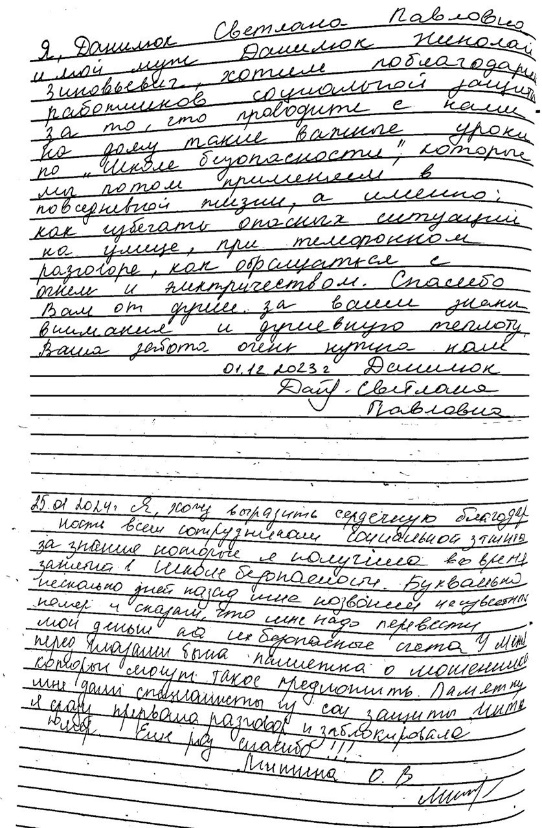 Я, Данилюк Светлана Павловна
и мой муж Данилюк Николай
Зиновьевич, хотим поблагодарить
работников социальной защиты
за то, что проводите с нами
на дому такие важные уроки
по „Школе безопасности", которые
мы потом применяем в
повседневной жизни, а именно:
как избегать опасных ситуаций
на улице, при телефонном
разговоре, как обращаться с
огнем и электричеством. Спасибо
Вам от души за ваши знаки
внимания и душевную теплоту.
Ваша забота очень нужна нам
01.12.2023г Данилюк
Светлана
Павловна
25.01.2024г. Я, хочу выразить сердечную благодар
ность всем сотрудникам социальной защиты
за знания которые я получила во время
занятия в Школе безопасности. Буквально
несколько дней назад мне позвонил неизвестный
номер и сказали, что мне надо перевести
мои деньги на их безопасные счета У меня
перед глазами была памятка о мошенниках
которые могут такое предложить. Памятку
мне дали специалисты из соц защиты.
я сразу прервала разговор и заблокировала
Еще раз спасибо!!!
Митина О. В